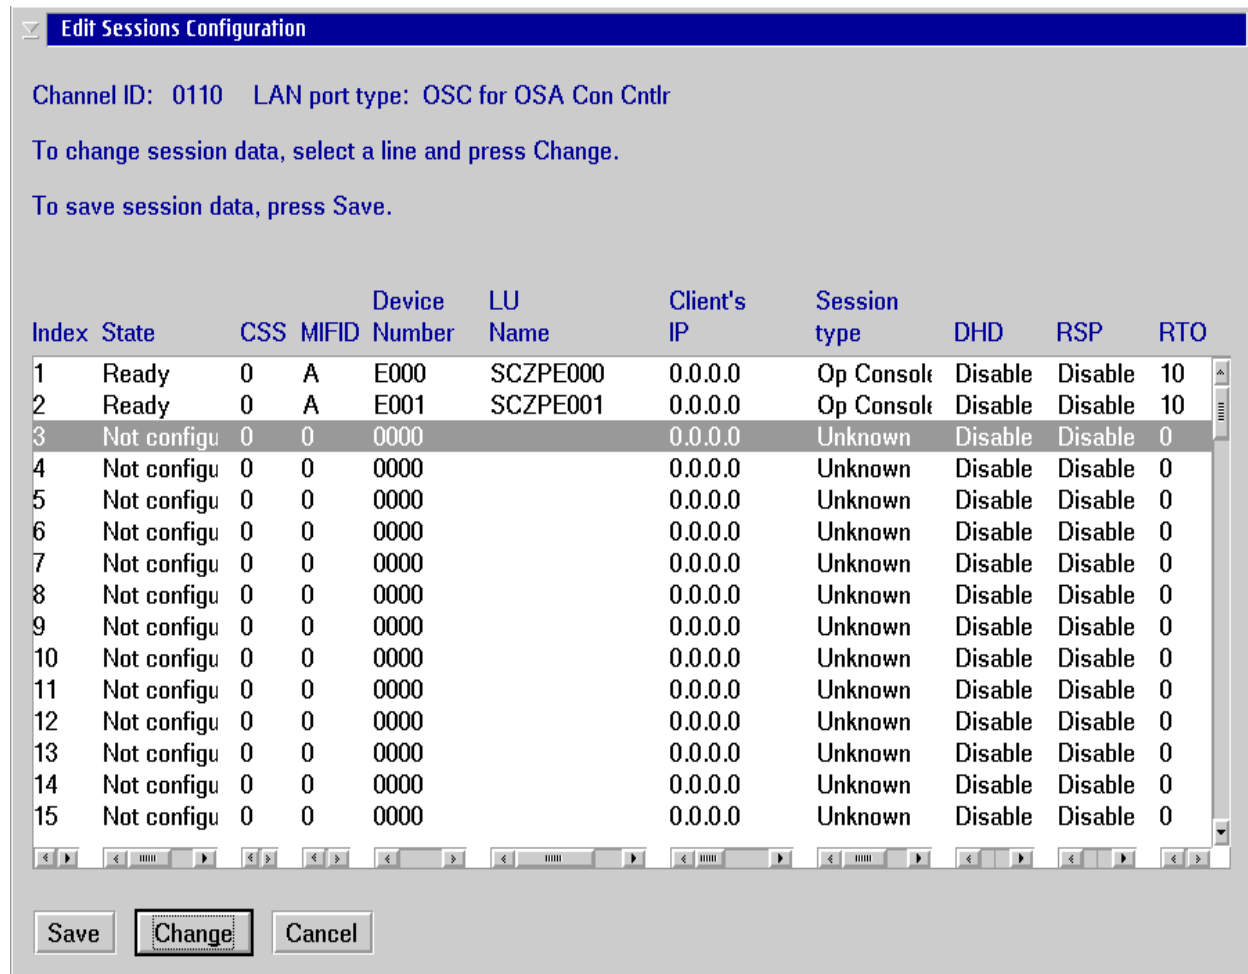 Edit Sessions Configuration
Channel ID: 0110 LAN port type: OSC for OSA Con Cntlr
To change session data, select a line and press Change.
To save session data, press Save.
Device LU Client's Session
Index State CSS MIFID Number Name IP type DHD RSP RTO
1 Ready 0 A E000 SCZPE000 0.0.0.0 Op Console Disable Disable 10
2 Ready 0 A E001 SCZPE001 0.0.0.0 Op Console Disable Disable 10
3 Not configu 0 0 0000 0.0.0.0 Unknown Disable Disable 0
4 Not configu 0 0 0000 0.0.0.0 Unknown Disable Disable 0
5 Not configu 0 0 0000 0.0.0.0 Unknown Disable Disable 0
6 Not configu 0 0 0000 0.0.0.0 Unknown Disable Disable 0
7 Not configu 0 0 0000 0.0.0.0 Unknown Disable Disable 0
8 Not configu 0 0 0000 0.0.0.0 Unknown Disable Disable 0
9 Not configu 0 0 0000 0.0.0.0 Unknown Disable Disable 0
10 Not configu 0 0 0000 0.0.0.0 Unknown Disable Disable 0
11 Not configu 0 0 0000 0.0.0.0 Unknown Disable Disable 0
12 Not configu 0 0 0000 0.0.0.0 Unknown Disable Disable 0
13 Not configu 0 0 0000 0.0.0.0 Unknown Disable Disable 0
14 Not configu 0 0 0000 0.0.0.0 Unknown Disable Disable 0
15 Not configu 0 0 0000 0.0.0.0 Unknown Disable Disable 0
Save Change Cancel